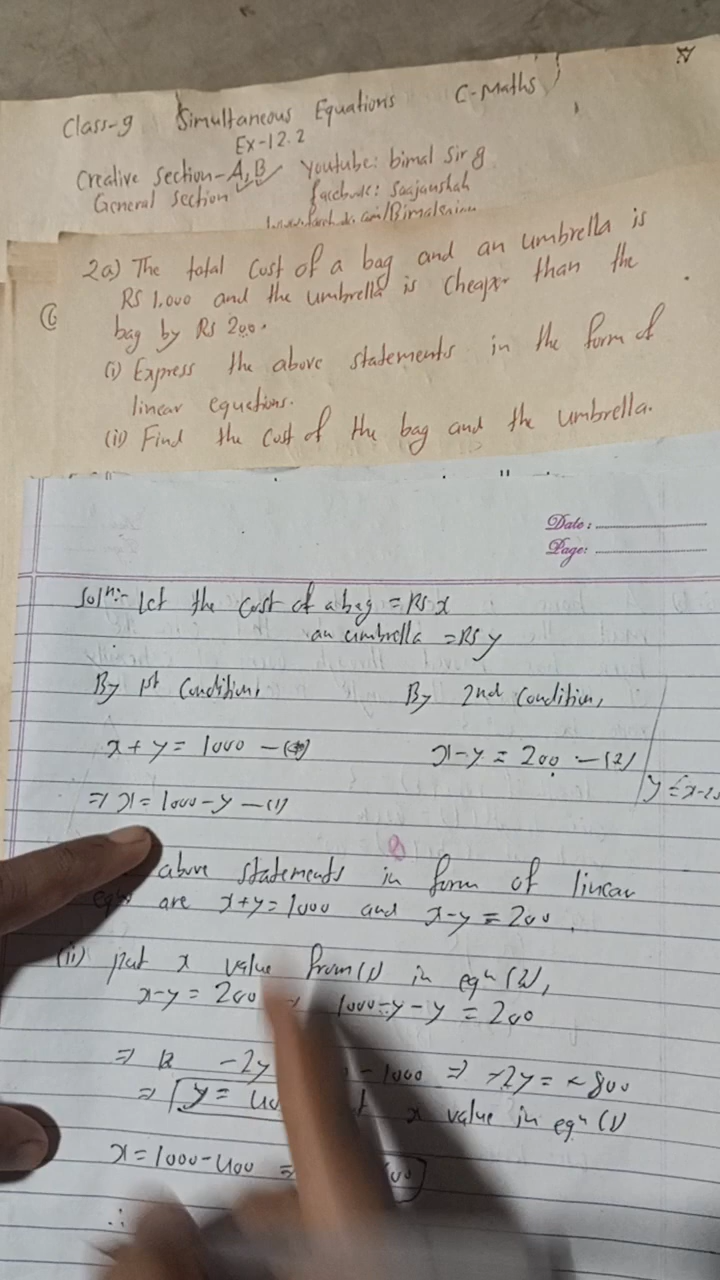 Class-9 Simultaneous Equations C-Maths
Ex-12.2
Creative Section-A,B Youtube: bimal Sir 9
General Section
2a) The total Cost of a bag and an umbrella is
RS 1,000 and the umbrella is Cheaper than the
bag by RS 200.
(i) Express the above statements in the form of
linear equations.
(ii) Find the Cost of the bag and the umbrella.
Date:
Page:
Solⁿ:- Let the Cost of a bag = Rs x
an umbrella = Rs y
By 1st Condition, By 2nd Condition,
x + y = 1000 x - y = 200 - (2)
⇒ x = 1000 - y - (1) y = x-2
above statements in form of linear
eqns are x+y=1000 and x-y=200.
(ii) put x value from (1) in eqn (2),
x-y = 200 1000-y-y = 200
⇒ -2y - 1000 ⇒ -2y = -800
⇒ y = x value in eqn (1)
x = 1000-400 =
∴